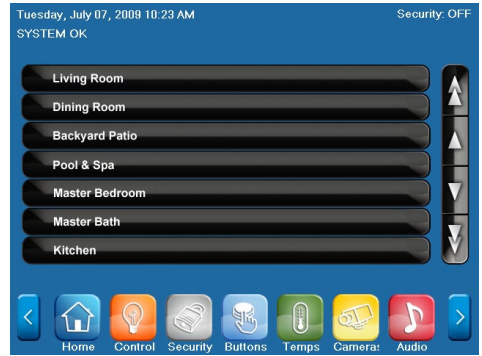 Tuesday, July 07, 2009 10:23 AM
Security: OFF
SYSTEM OK
Living Room
Dining Room
Backyard Patio
Pool & Spa
Master Bedroom
Master Bath
Kitchen
Home Control Security Buttons Temps Cameras Audio